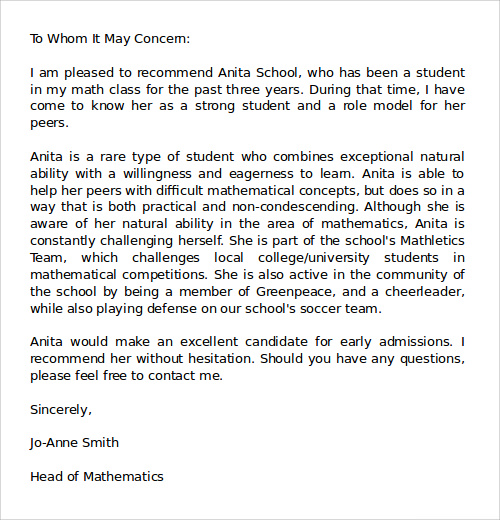 To Whom It May Concern:
I am pleased to recommend Anita School, who has been a student
in my math class for the past three years. During that time, I have
come to know her as a strong student and a role model for her
peers.
Anita is a rare type of student who combines exceptional natural
ability with a willingness and eagerness to learn. Anita is able to
help her peers with difficult mathematical concepts, but does so in a
way that is both practical and non-condescending. Although she is
aware of her natural ability in the area of mathematics, Anita is
constantly challenging herself. She is part of the school's Mathletics
Team, which challenges local college/university students in
mathematical competitions. She is also active in the community of
the school by being a member of Greenpeace, and a cheerleader,
while also playing defense on our school's soccer team.
Anita would make an excellent candidate for early admissions. I
recommend her without hesitation. Should you have any questions,
please feel free to contact me.
Sincerely,
Jo-Anne Smith
Head of Mathematics